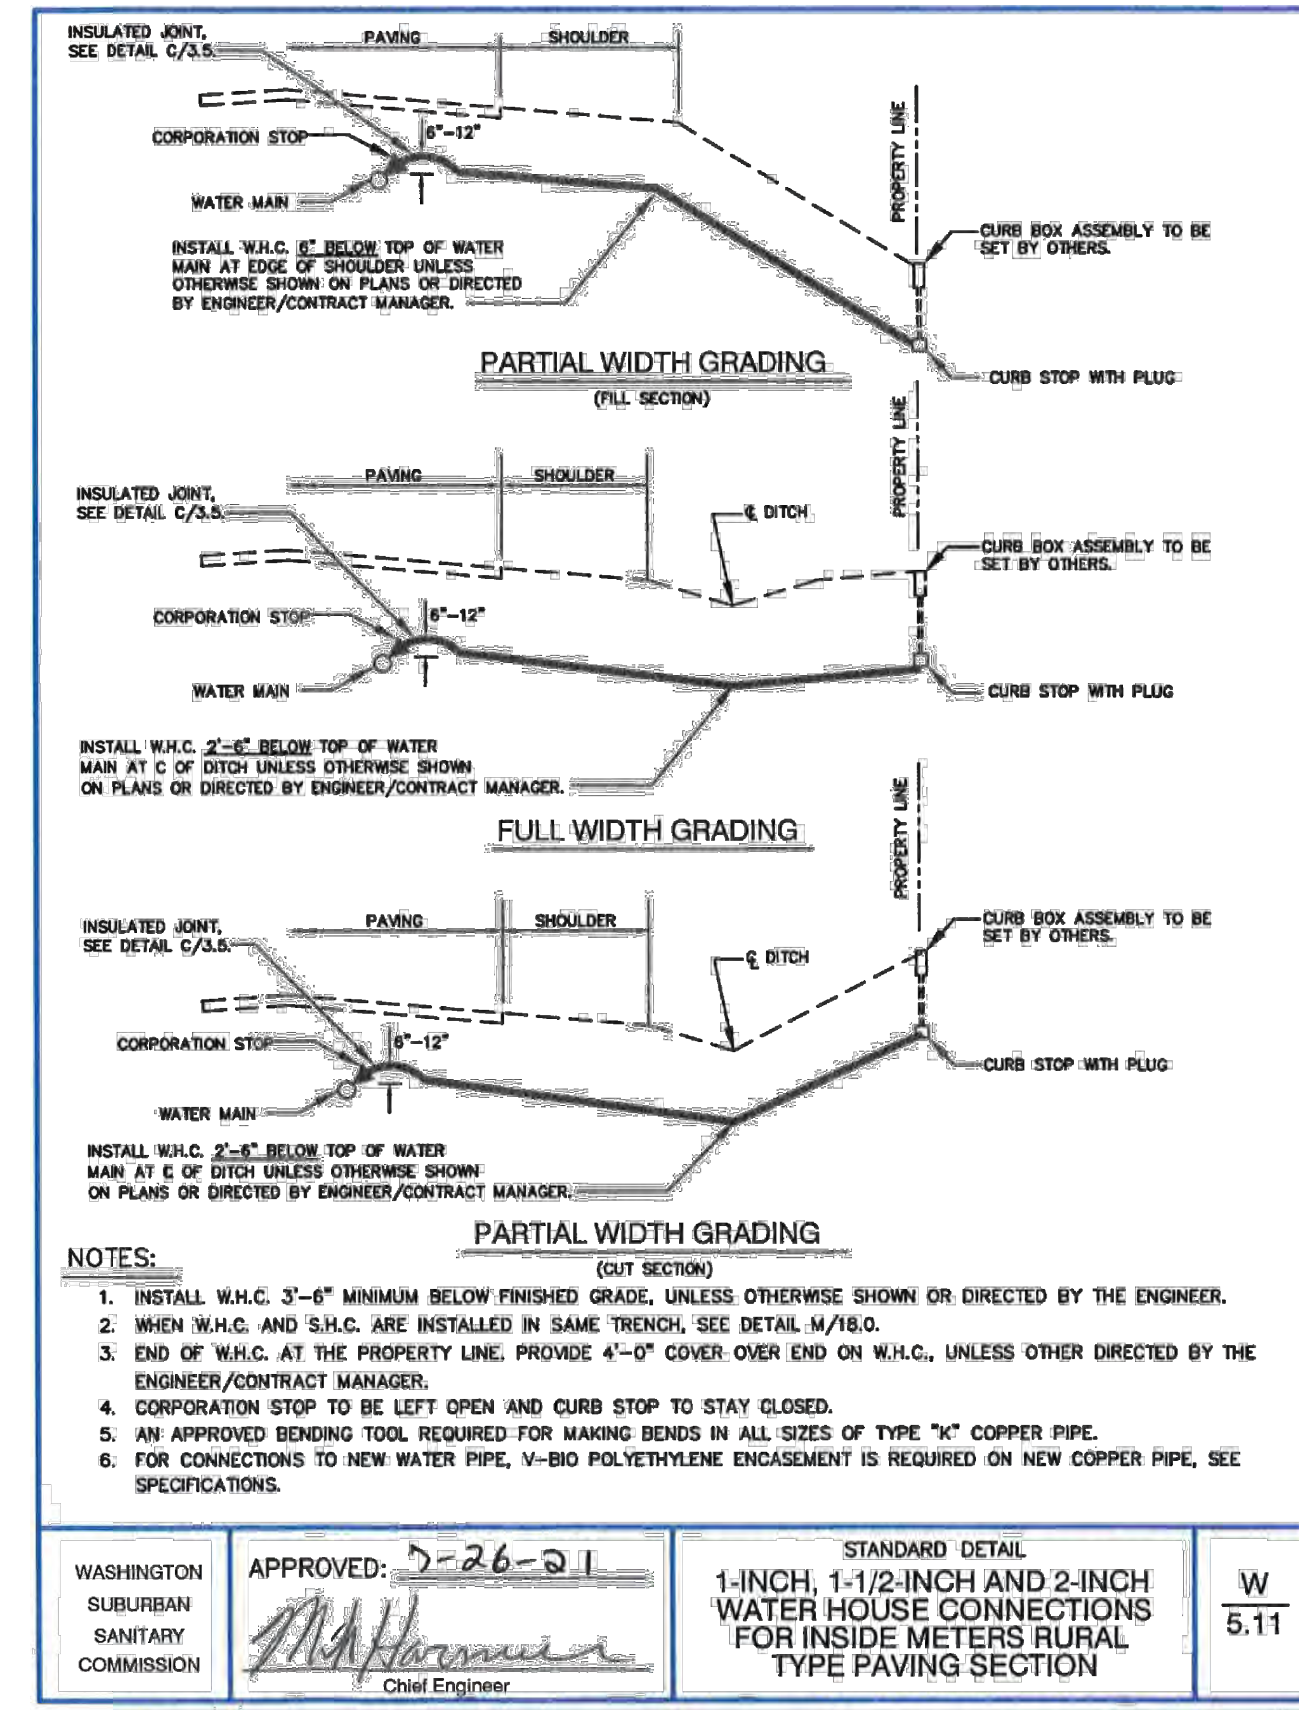 INSULATED JOINT,
SEE DETAIL C/3.5.
PAVING
SHOULDER
CORPORATION STOP
6"-12"
WATER MAIN
PROPERTY LINE
CURB BOX ASSEMBLY TO BE
SET BY OTHERS.
INSTALL W.H.C. 6" BELOW TOP OF WATER
MAIN AT EDGE OF SHOULDER UNLESS
OTHERWISE SHOWN ON PLANS OR DIRECTED
BY ENGINEER/CONTRACT MANAGER.
CURB STOP WITH PLUG
PARTIAL WIDTH GRADING
(FILL SECTION)
INSULATED JOINT,
SEE DETAIL C/3.5.
PAVING
SHOULDER
℄ DITCH
PROPERTY LINE
CURB BOX ASSEMBLY TO BE
SET BY OTHERS.
CORPORATION STOP
6"-12"
WATER MAIN
CURB STOP WITH PLUG
INSTALL W.H.C. 2'-6" BELOW TOP OF WATER
MAIN AT C OF DITCH UNLESS OTHERWISE SHOWN
ON PLANS OR DIRECTED BY ENGINEER/CONTRACT MANAGER.
FULL WIDTH GRADING
INSULATED JOINT,
SEE DETAIL C/3.5.
PAVING
SHOULDER
℄ DITCH
PROPERTY LINE
CURB BOX ASSEMBLY TO BE
SET BY OTHERS.
CORPORATION STOP
6"-12"
WATER MAIN
CURB STOP WITH PLUG
INSTALL W.H.C. 2'-6" BELOW TOP OF WATER
MAIN AT C OF DITCH UNLESS OTHERWISE SHOWN
ON PLANS OR DIRECTED BY ENGINEER/CONTRACT MANAGER.
PARTIAL WIDTH GRADING
(CUT SECTION)
NOTES:
1. INSTALL W.H.C. 3'-6" MINIMUM BELOW FINISHED GRADE, UNLESS OTHERWISE SHOWN OR DIRECTED BY THE ENGINEER.
2. WHEN W.H.C. AND S.H.C. ARE INSTALLED IN SAME TRENCH, SEE DETAIL M/18.0.
3. END OF W.H.C. AT THE PROPERTY LINE. PROVIDE 4'-0" COVER OVER END ON W.H.C., UNLESS OTHER DIRECTED BY THE
ENGINEER/CONTRACT MANAGER.
4. CORPORATION STOP TO BE LEFT OPEN AND CURB STOP TO STAY CLOSED.
5. AN APPROVED BENDING TOOL REQUIRED FOR MAKING BENDS IN ALL SIZES OF TYPE "K" COPPER PIPE.
6. FOR CONNECTIONS TO NEW WATER PIPE, V-BIO POLYETHYLENE ENCASEMENT IS REQUIRED ON NEW COPPER PIPE, SEE
SPECIFICATIONS.
WASHINGTON
SUBURBAN
SANITARY
COMMISSION
APPROVED: 7-26-21
Chief Engineer
STANDARD DETAIL
1-INCH, 1-1/2-INCH AND 2-INCH
WATER HOUSE CONNECTIONS
FOR INSIDE METERS RURAL
TYPE PAVING SECTION
W
5.11